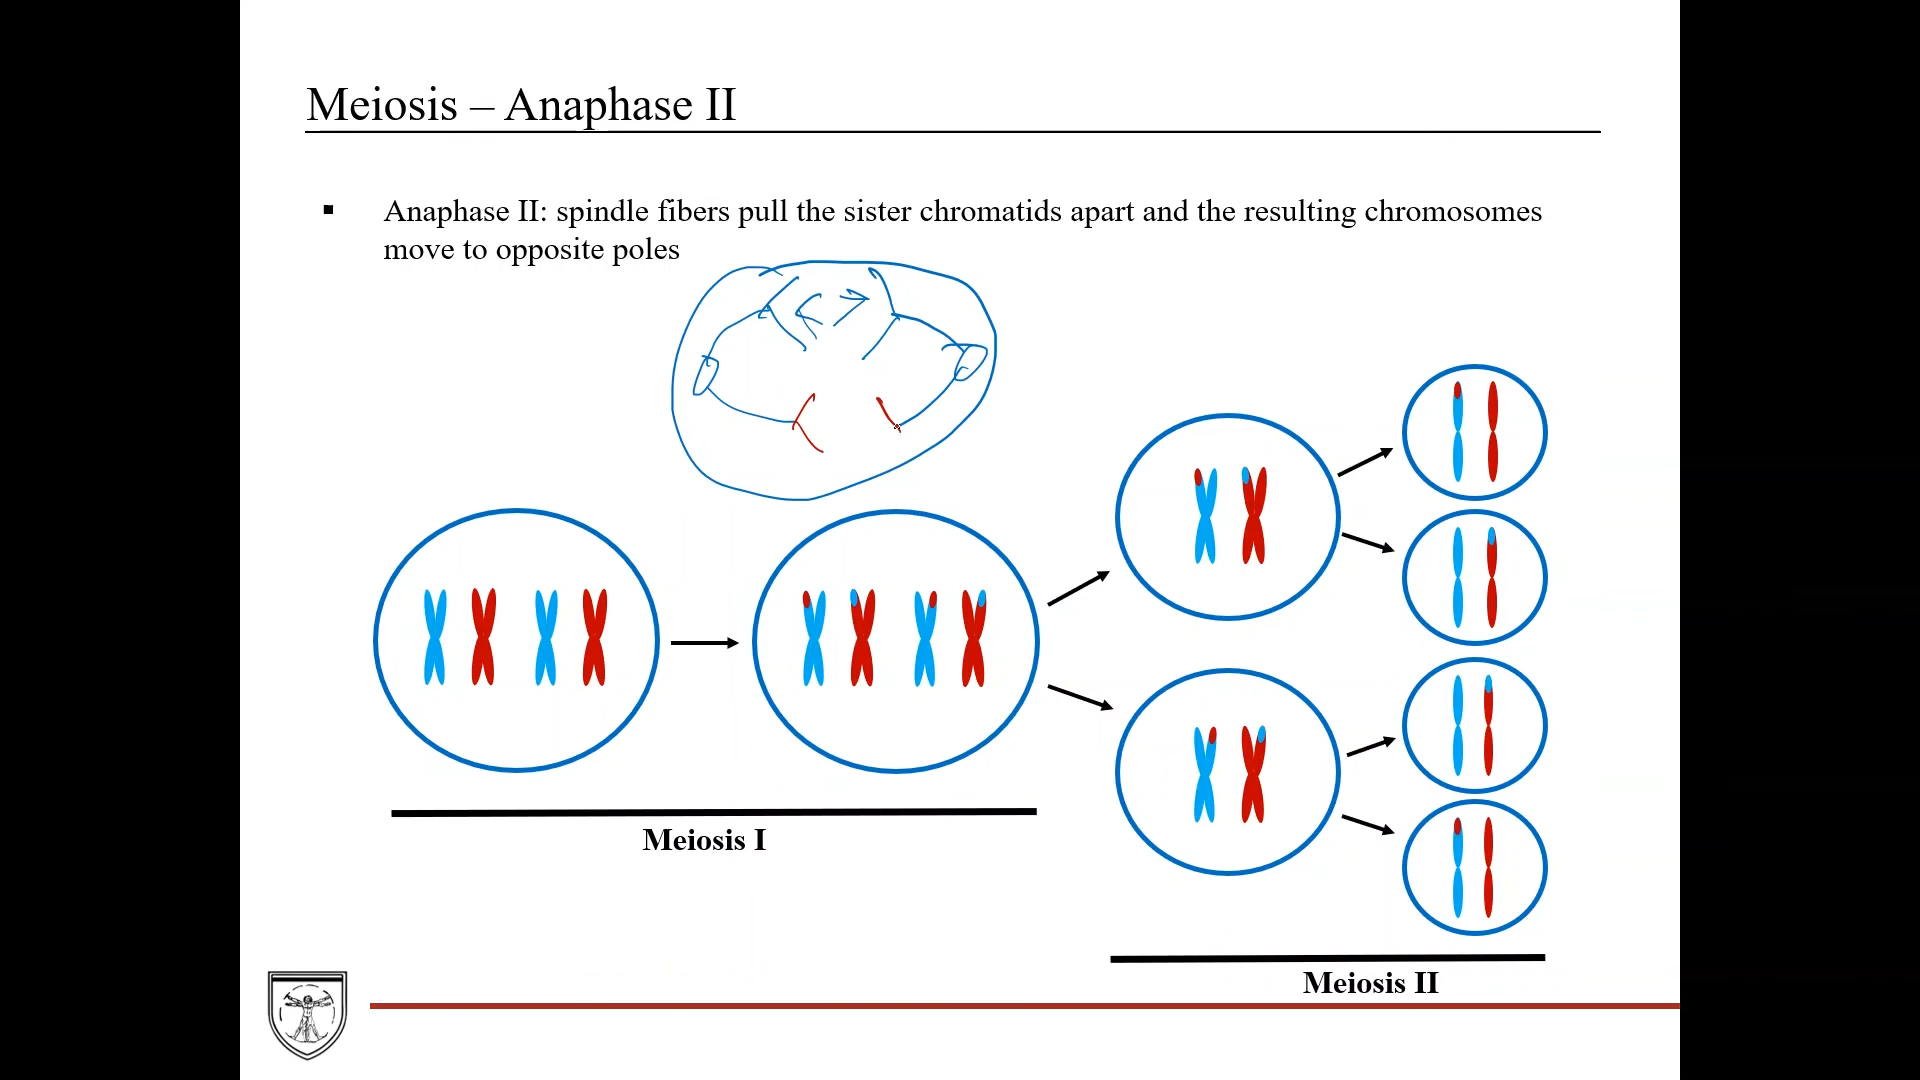 Meiosis – Anaphase II
▪ Anaphase II: spindle fibers pull the sister chromatids apart and the resulting chromosomes
move to opposite poles
Meiosis I
Meiosis II